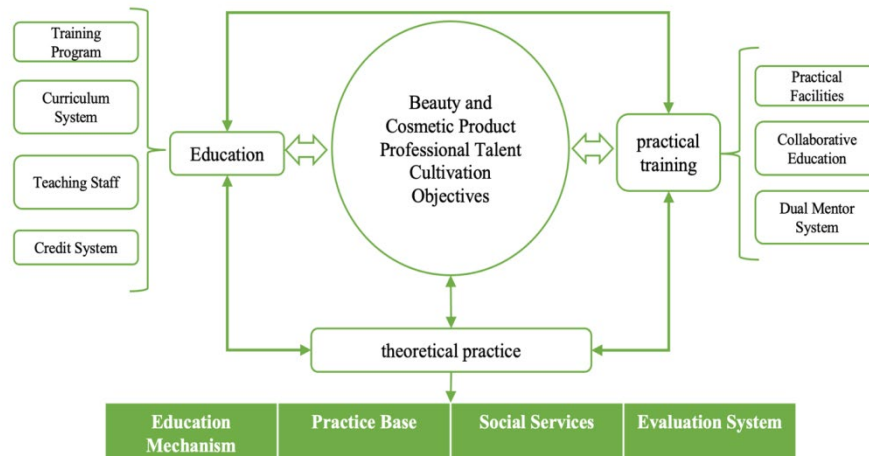 Training
Program
Curriculum
System
Teaching Staff
Credit System
Education
Beauty and
Cosmetic Product
Professional Talent
Cultivation
Objectives
practical
training
Practical
Facilities
Collaborative
Education
Dual Mentor
System
theoretical practice
Education
Mechanism
Practice Base
Social Services
Evaluation System